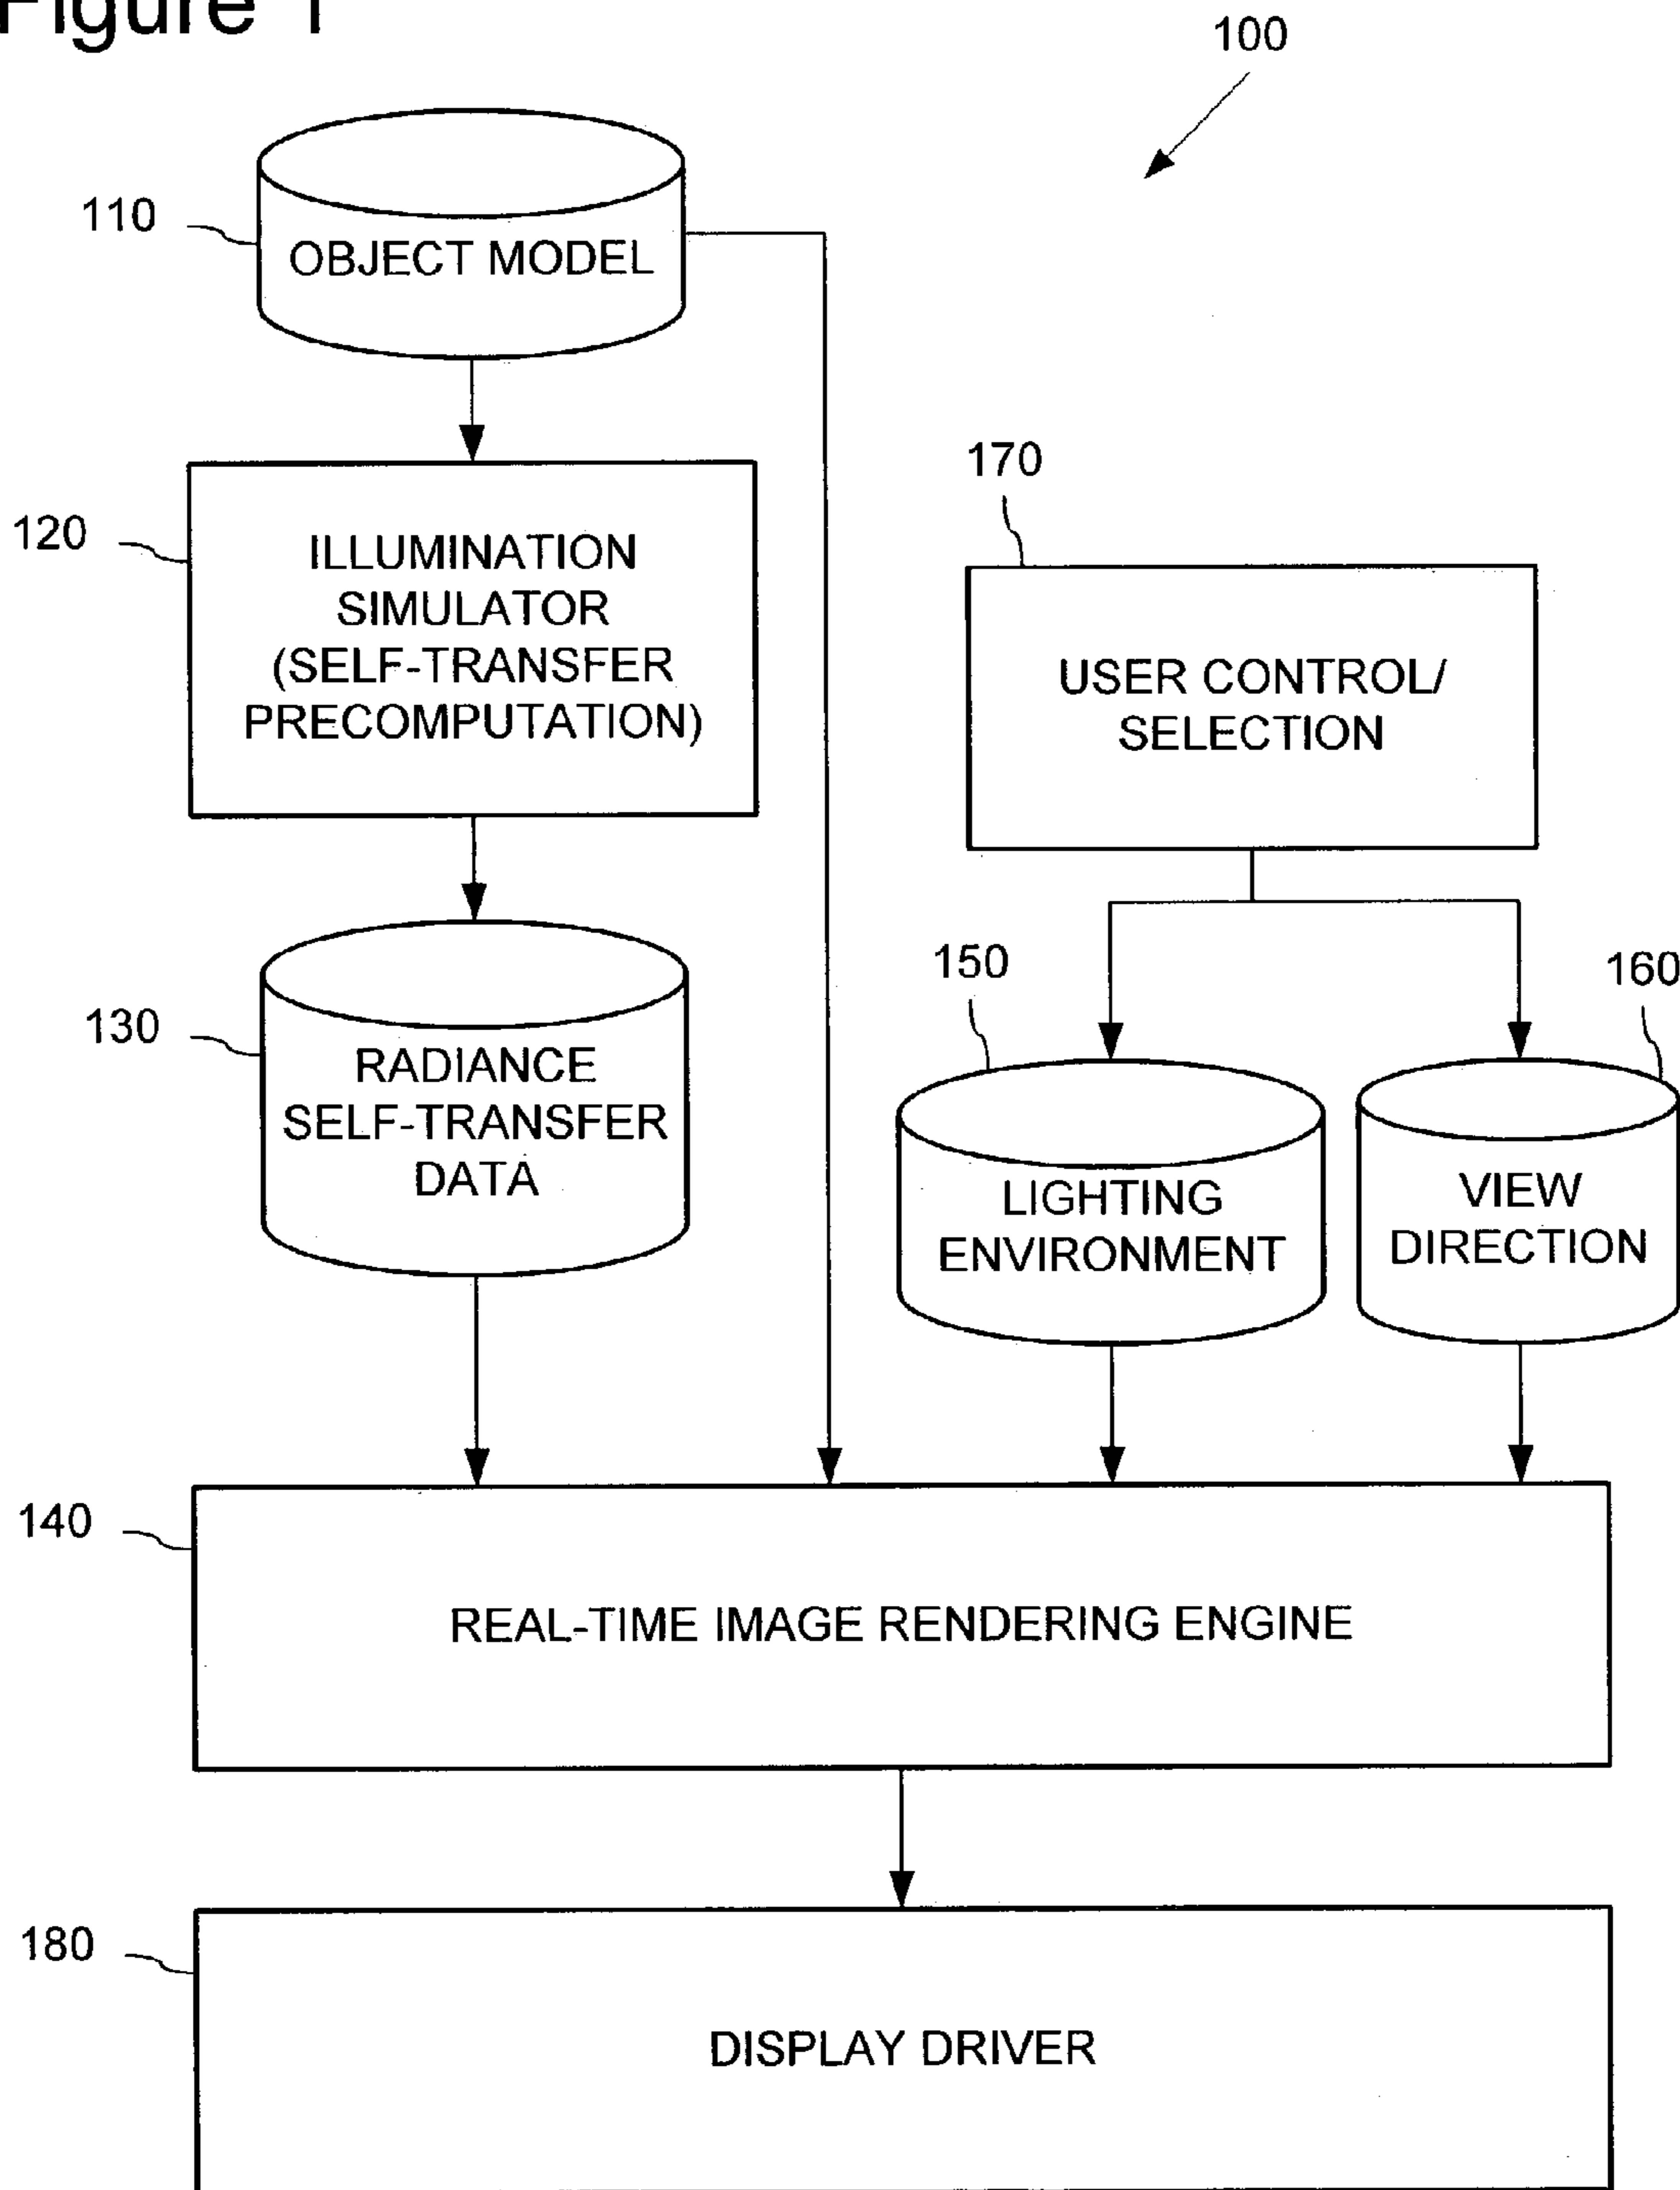 Figure 1
100
110
OBJECT MODEL
120
ILLUMINATION
SIMULATOR
(SELF-TRANSFER
PRECOMPUTATION)
170
USER CONTROL/
SELECTION
130
RADIANCE
SELF-TRANSFER
DATA
150
LIGHTING
ENVIRONMENT
160
VIEW
DIRECTION
140
REAL-TIME IMAGE RENDERING ENGINE
180
DISPLAY DRIVER